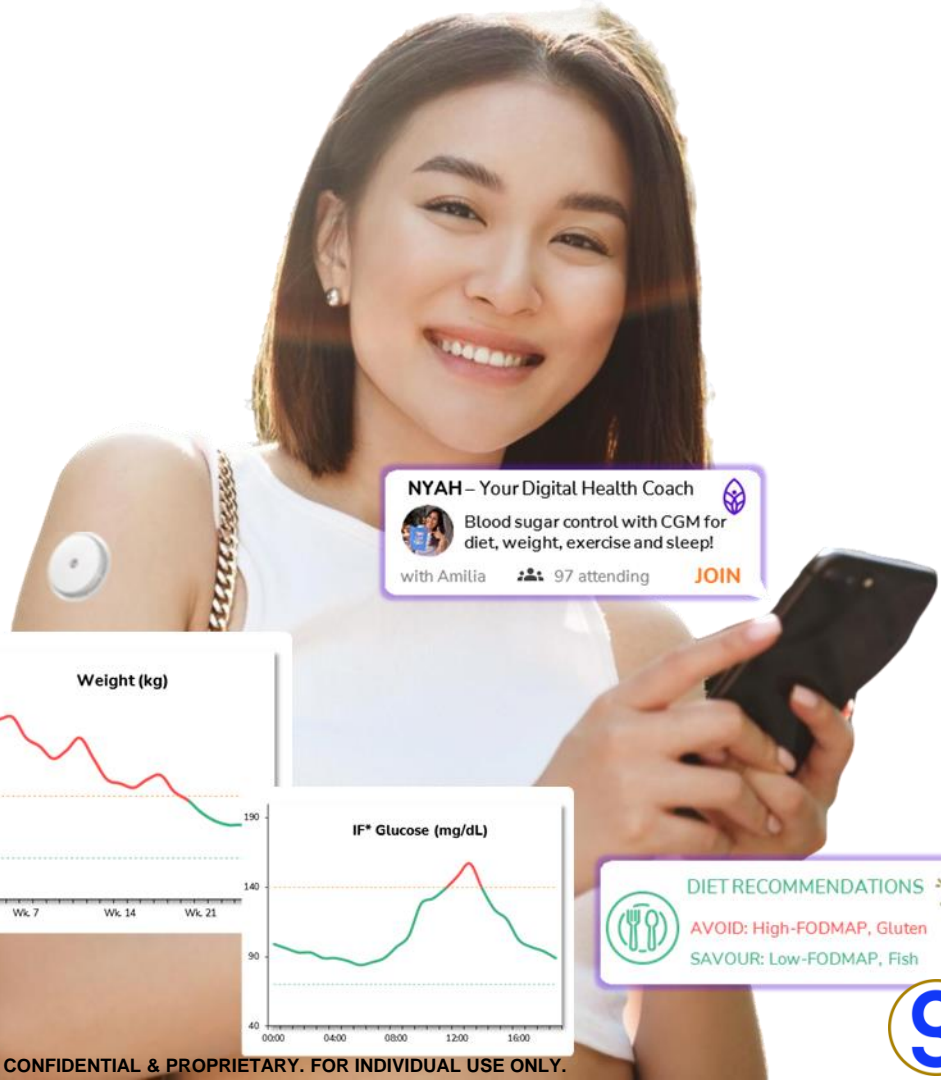 NYAH – Your Digital Health Coach
Blood sugar control with CGM for
diet, weight, exercise and sleep!
with Amilia 97 attending JOIN
Weight (kg)
Wk. 7 Wk. 14 Wk. 21
IF* Glucose (mg/dL)
190
140
90
40
00:00 04:00 08:00 12:00 16:00
DIET RECOMMENDATIONS
AVOID: High-FODMAP, Gluten
SAVOUR: Low-FODMAP, Fish
CONFIDENTIAL & PROPRIETARY. FOR INDIVIDUAL USE ONLY.